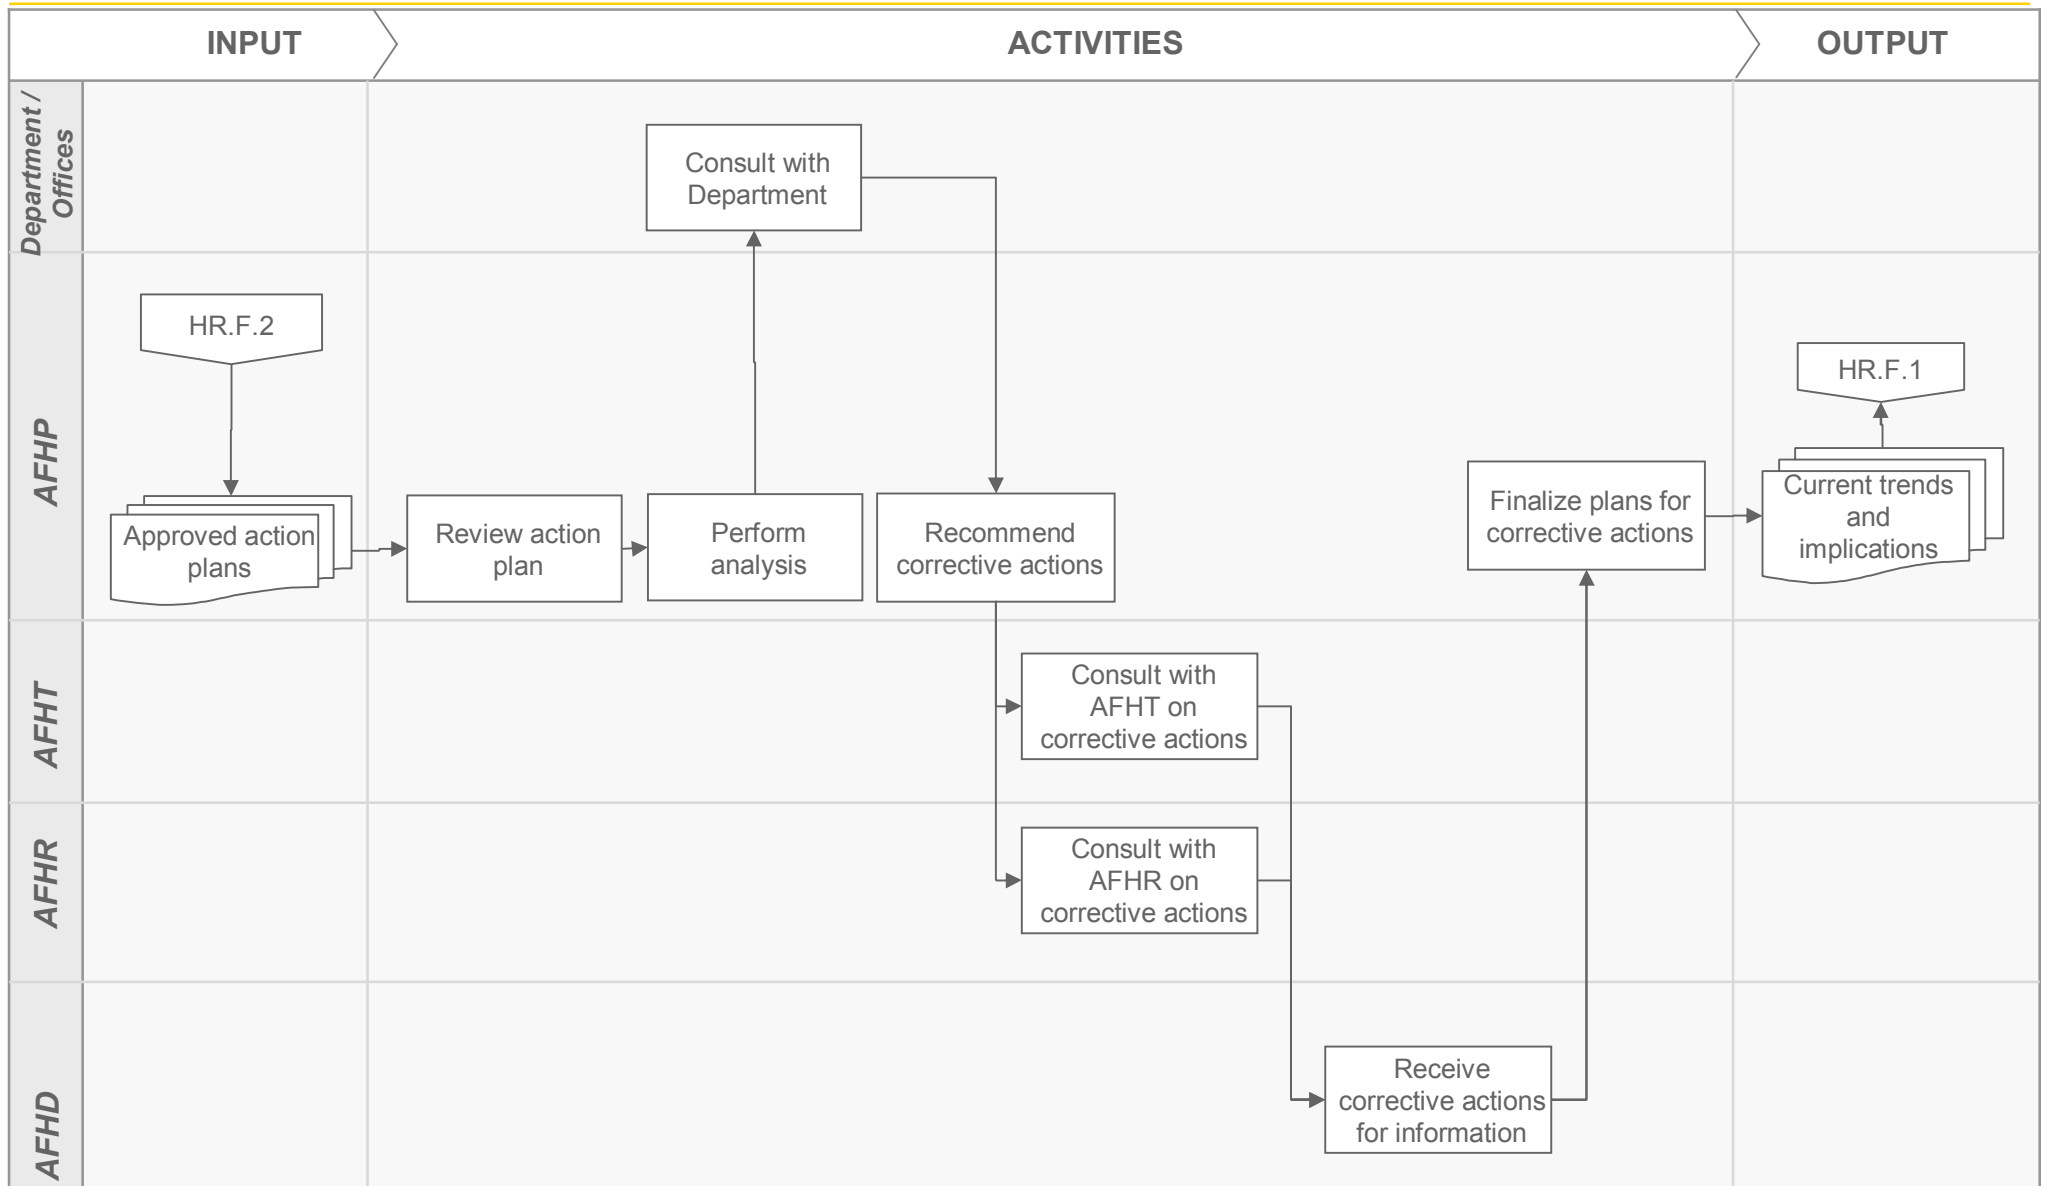 INPUT
ACTIVITIES
OUTPUT
Department /
Offices
Consult with
Department
AFHP
HR.F.2
Approved action
plans
Review action
plan
Perform
analysis
Recommend
corrective actions
Finalize plans for
corrective actions
HR.F.1
Current trends
and
implications
AFHT
Consult with
AFHT on
corrective actions
AFHR
Consult with
AFHR on
corrective actions
AFHD
Receive
corrective actions
for information